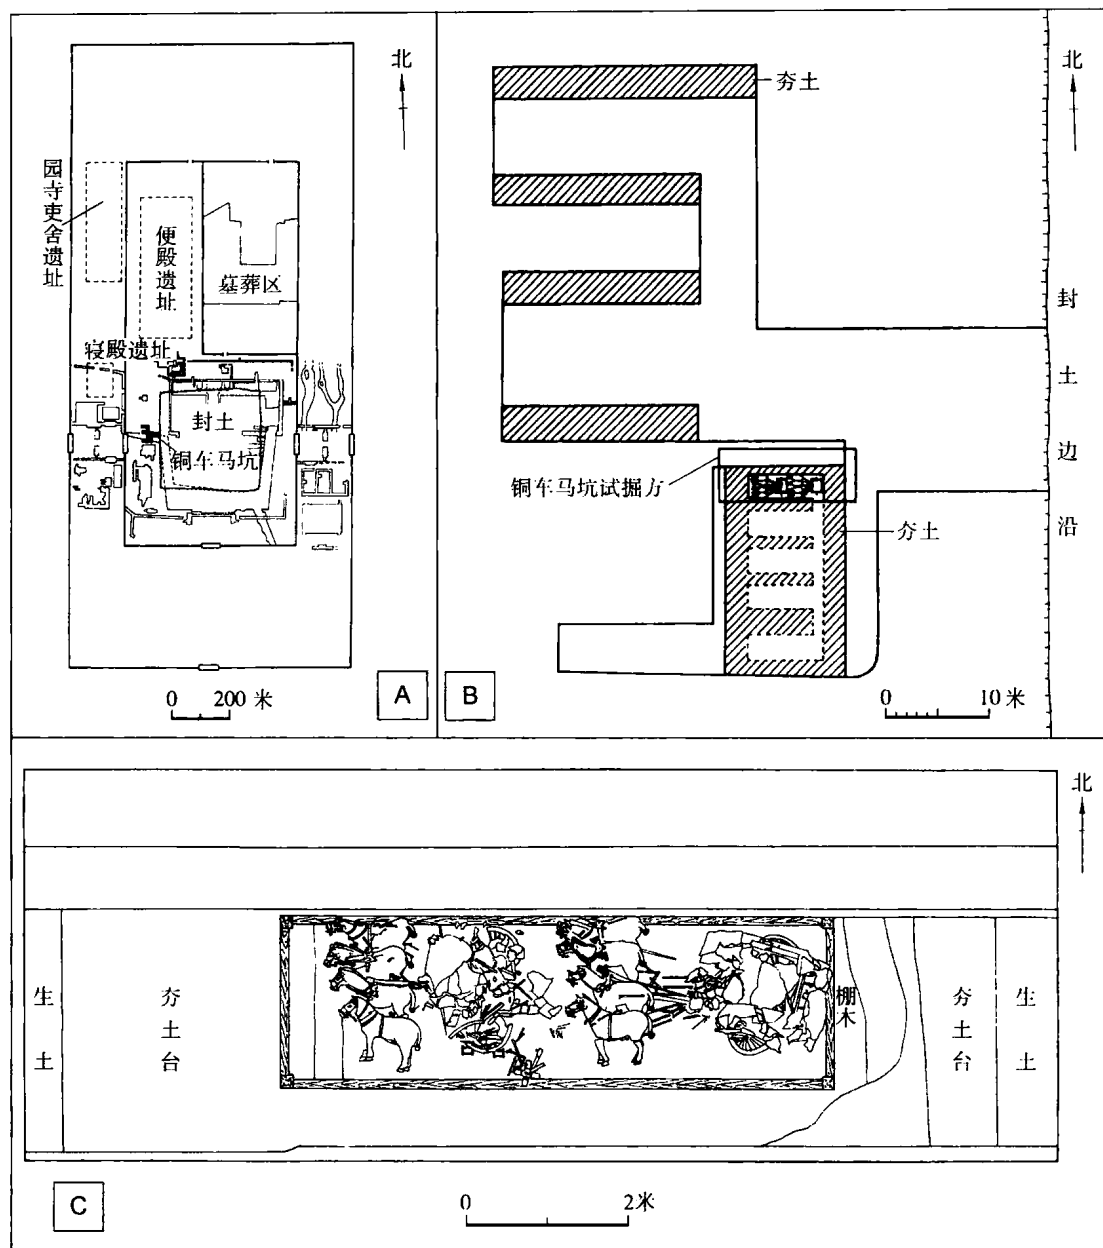 北
园寺吏舍遗址
便殿遗址
墓葬区
寝殿遗址
封土
铜车马坑
0 200 米
A
北
夯土
封土边沿
铜车马坑试掘方
夯土
0 10 米
B
北
生土
夯土台
棚木
夯土台
生土
C
0 2米